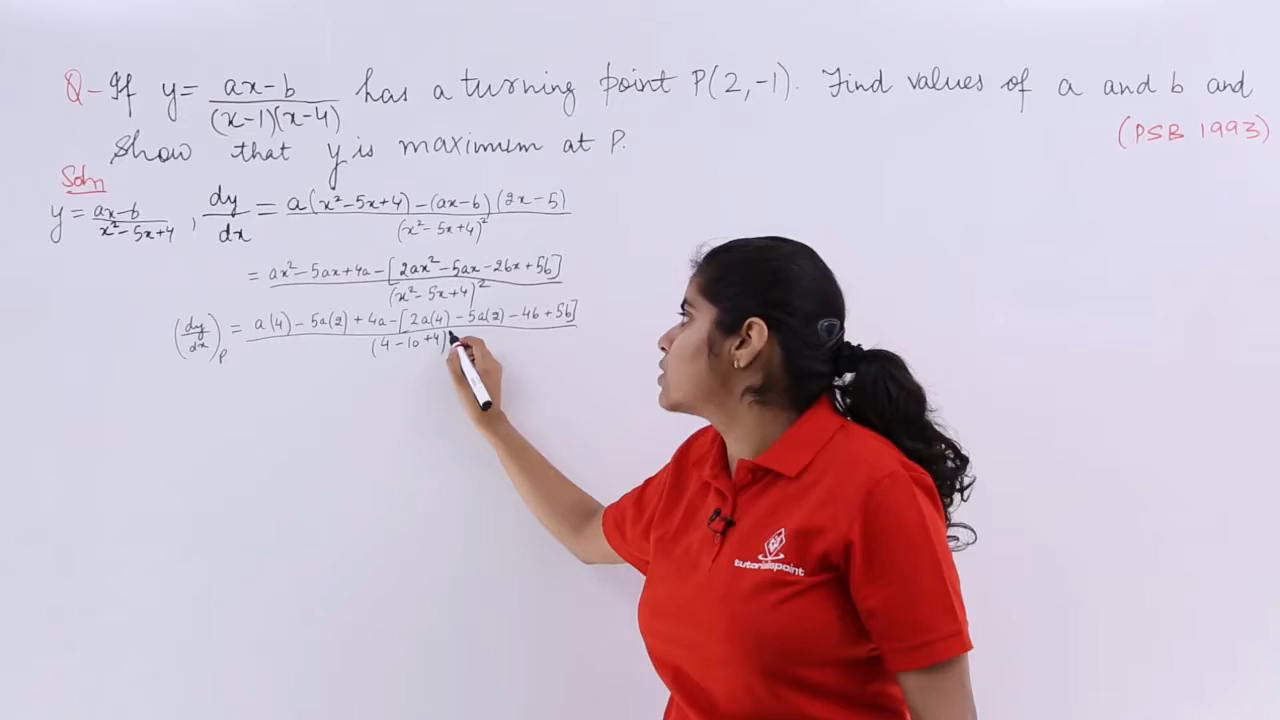 Q- If y = (ax-b)/((x-1)(x-4)) has a turning point P(2,-1). Find values of a and b and
Show that y is maximum at P.
(PSB 1993)
Soln
y = (ax-b)/(x²-5x+4) , dy/dx = (a(x²-5x+4)-(ax-b)(2x-5))/(x²-5x+4)²
= (ax²-5ax+4a-[2ax²-5ax-2bx+5b])/(x²-5x+4)²
(dy/dx)P = (a(4)-5a(2)+4a-[2a(4)-5a(2)-4b+5b])/(4-10+4)
tutorialspoint